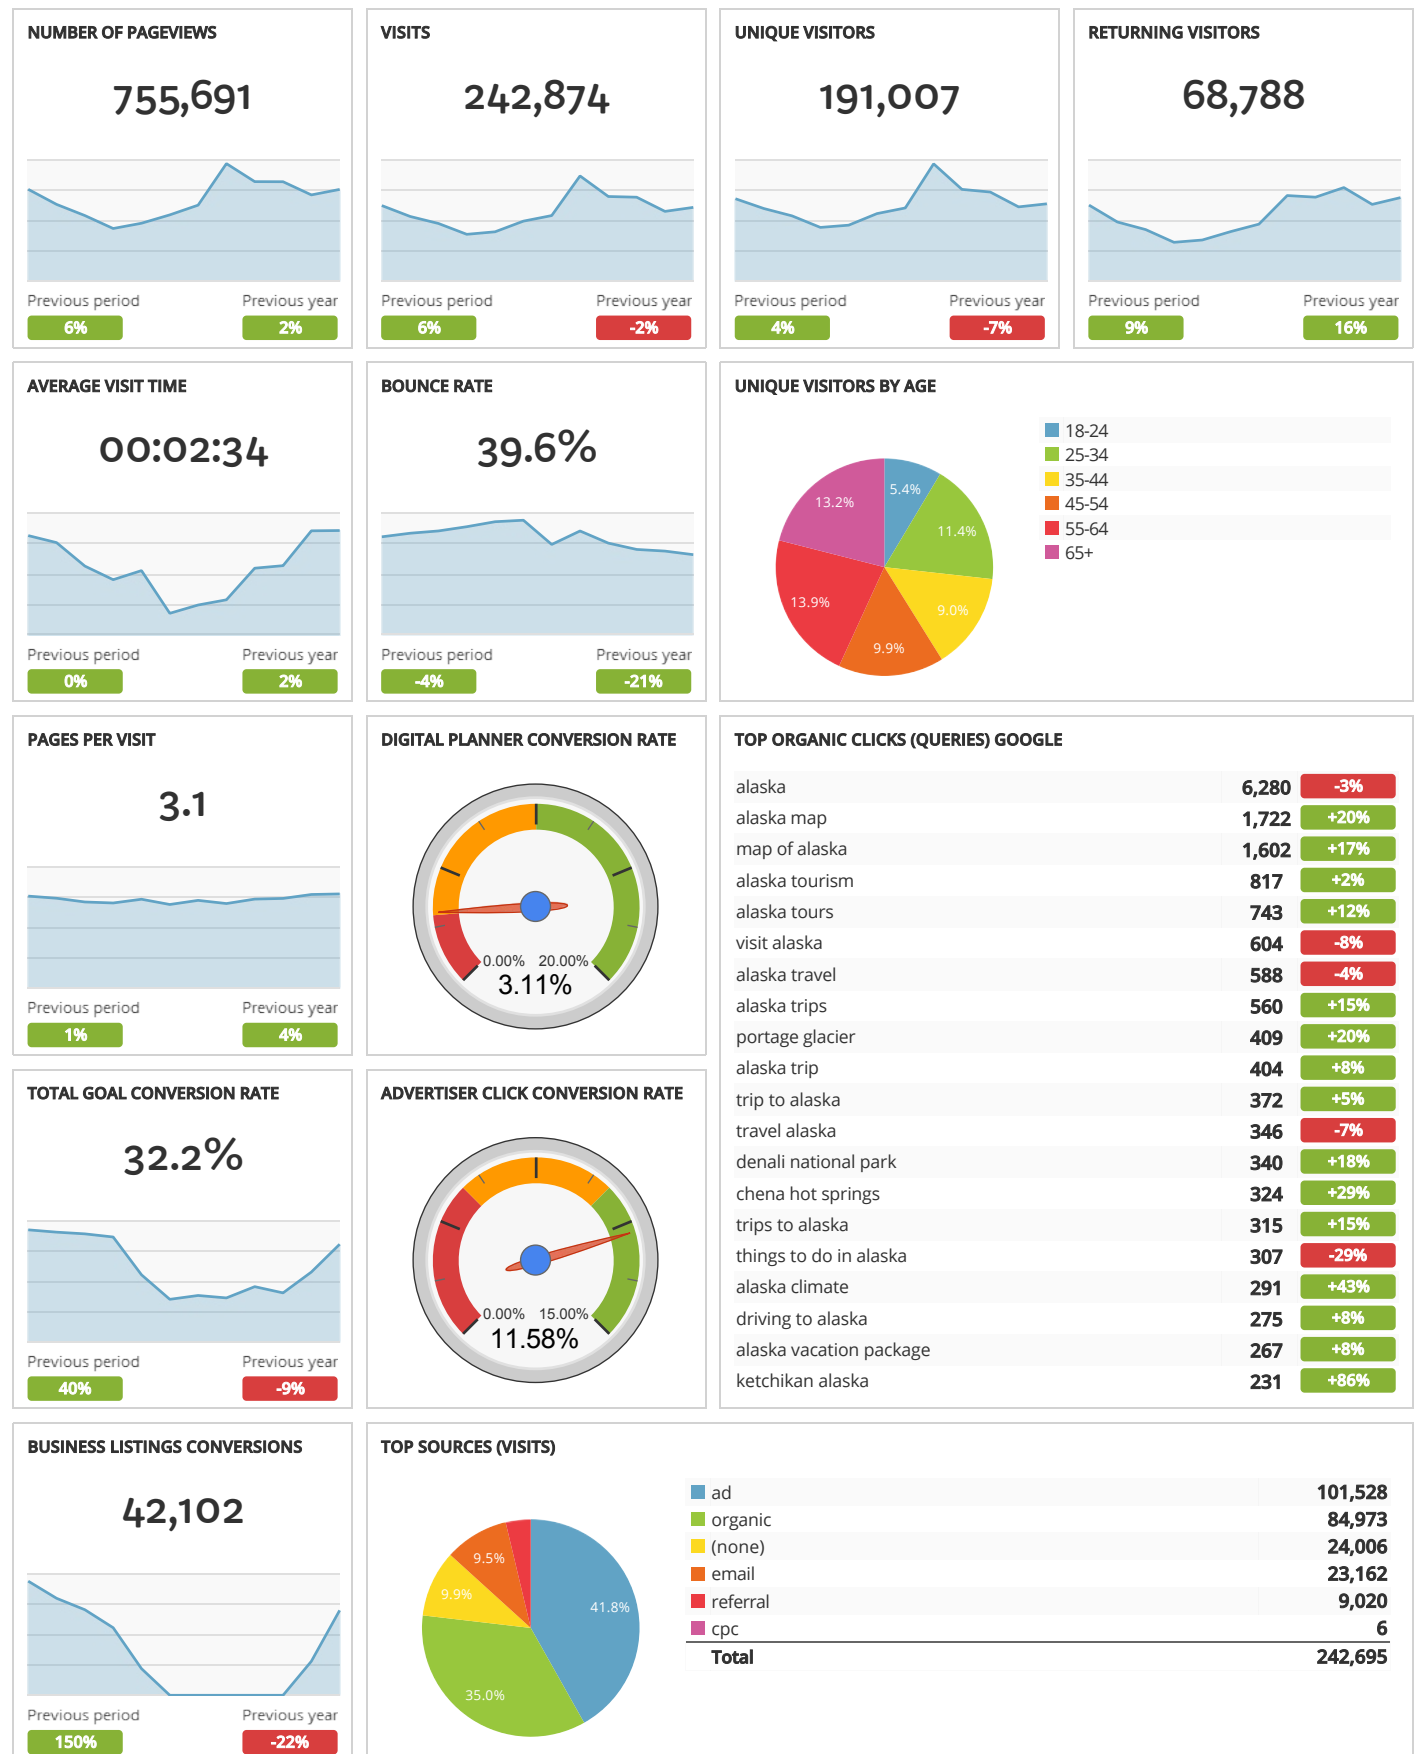 NUMBER OF PAGEVIEWS
755,691
Previous period Previous year
6% 2%
VISITS
242,874
Previous period Previous year
6% -2%
UNIQUE VISITORS
191,007
Previous period Previous year
4% -7%
RETURNING VISITORS
68,788
Previous period Previous year
9% 16%
AVERAGE VISIT TIME
00:02:34
Previous period Previous year
0% 2%
BOUNCE RATE
39.6%
Previous period Previous year
-4% -21%
UNIQUE VISITORS BY AGE
5.4%
11.4%
9.0%
9.9%
13.9%
13.2%
18-24
25-34
35-44
45-54
55-64
65+
PAGES PER VISIT
3.1
Previous period Previous year
1% 4%
DIGITAL PLANNER CONVERSION RATE
0.00% 20.00%
3.11%
TOP ORGANIC CLICKS (QUERIES) GOOGLE
alaska 6,280 -3%
alaska map 1,722 +20%
map of alaska 1,602 +17%
alaska tourism 817 +2%
alaska tours 743 +12%
visit alaska 604 -8%
alaska travel 588 -4%
alaska trips 560 +15%
portage glacier 409 +20%
alaska trip 404 +8%
trip to alaska 372 +5%
travel alaska 346 -7%
denali national park 340 +18%
chena hot springs 324 +29%
trips to alaska 315 +15%
things to do in alaska 307 -29%
alaska climate 291 +43%
driving to alaska 275 +8%
alaska vacation package 267 +8%
ketchikan alaska 231 +86%
TOTAL GOAL CONVERSION RATE
32.2%
Previous period Previous year
40% -9%
ADVERTISER CLICK CONVERSION RATE
0.00% 15.00%
11.58%
BUSINESS LISTINGS CONVERSIONS
42,102
Previous period Previous year
150% -22%
TOP SOURCES (VISITS)
41.8%
35.0%
9.9%
9.5%
ad 101,528
organic 84,973
(none) 24,006
email 23,162
referral 9,020
cpc 6
Total 242,695